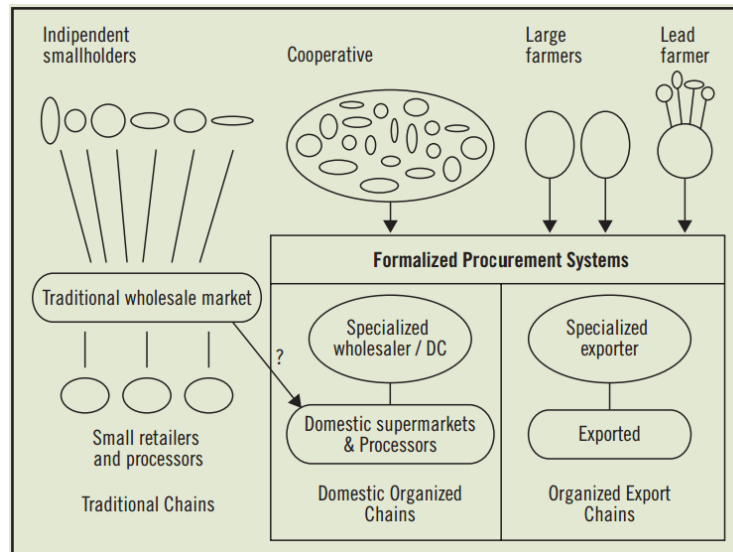 Indipendent
smallholders
Cooperative
Large
farmers
Lead
farmer
Formalized Procurement Systems
Traditional wholesale market
Specialized
wholesaler / DC
Specialized
exporter
?
Domestic supermarkets
& Processors
Exported
Small retailers
and processors
Traditional Chains
Domestic Organized
Chains
Organized Export
Chains